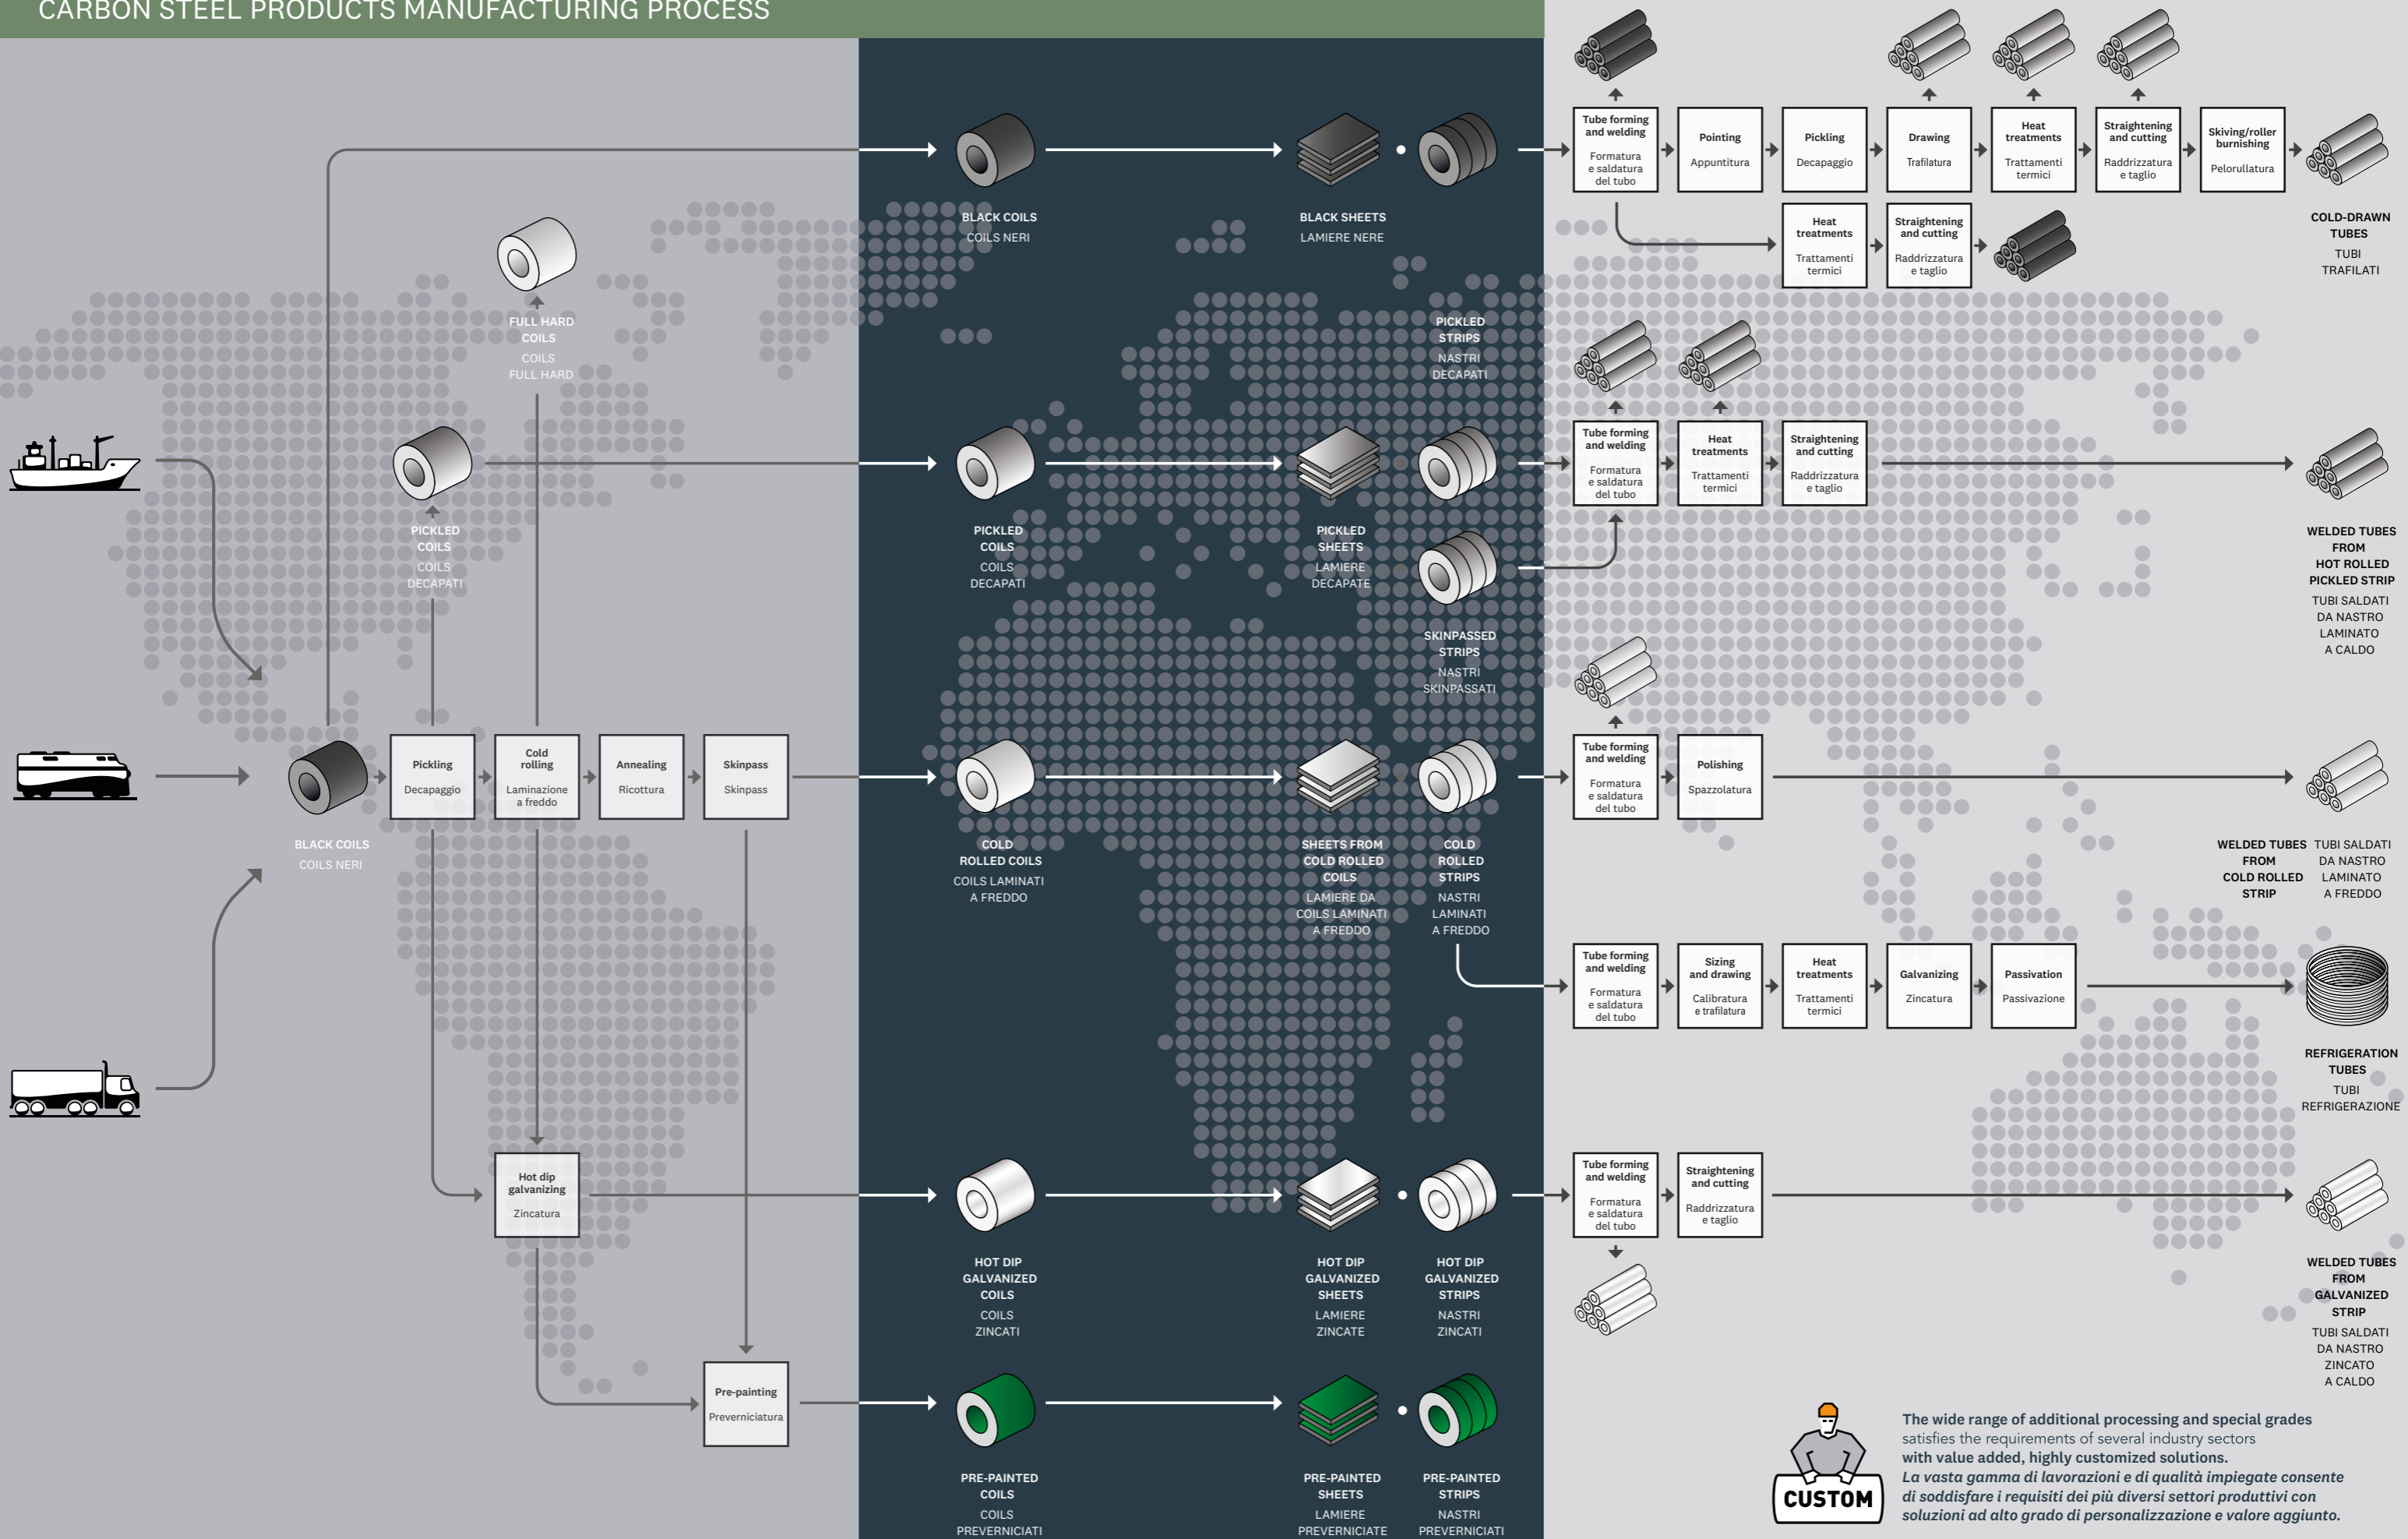 CARBON STEEL PRODUCTS MANUFACTURING PROCESS
BLACK COILS
COILS NERI
BLACK SHEETS
LAMIERE NERE
Tube forming
and welding
Formatura
e saldatura
del tubo
Pointing
Appuntitura
Pickling
Decapaggio
Drawing
Trafilatura
Heat
treatments
Trattamenti
termici
Straightening
and cutting
Raddrizzatura
e taglio
Skiving/roller
burnishing
Pelorullatura
Heat
treatments
Trattamenti
termici
Straightening
and cutting
Raddrizzatura
e taglio
COLD-DRAWN
TUBES
TUBI
TRAFILATI
FULL HARD
COILS
COILS
FULL HARD
PICKLED
STRIPS
NASTRI
DECAPATI
PICKLED
COILS
COILS
DECAPATI
PICKLED
COILS
COILS
DECAPATI
PICKLED
SHEETS
LAMIERE
DECAPATE
Tube forming
and welding
Formatura
e saldatura
del tubo
Heat
treatments
Trattamenti
termici
Straightening
and cutting
Raddrizzatura
e taglio
WELDED TUBES
FROM
HOT ROLLED
PICKLED STRIP
TUBI SALDATI
DA NASTRO
LAMINATO
A CALDO
SKINPASSED
STRIPS
NASTRI
SKINPASSATI
BLACK COILS
COILS NERI
Pickling
Decapaggio
Cold
rolling
Laminazione
a freddo
Annealing
Ricottura
Skinpass
Skinpass
COLD
ROLLED COILS
COILS LAMINATI
A FREDDO
SHEETS FROM
COLD ROLLED
COILS
LAMIERE DA
COILS LAMINATI
A FREDDO
COLD
ROLLED
STRIPS
NASTRI
LAMINATI
A FREDDO
Tube forming
and welding
Formatura
e saldatura
del tubo
Polishing
Spazzolatura
WELDED TUBES
FROM
COLD ROLLED
STRIP
TUBI SALDATI
DA NASTRO
LAMINATO
A FREDDO
Tube forming
and welding
Formatura
e saldatura
del tubo
Sizing
and drawing
Calibratura
e trafilatura
Heat
treatments
Trattamenti
termici
Galvanizing
Zincatura
Passivation
Passivazione
REFRIGERATION
TUBES
TUBI
REFRIGERAZIONE
Hot dip
galvanizing
Zincatura
HOT DIP
GALVANIZED
COILS
COILS
ZINCATI
HOT DIP
GALVANIZED
SHEETS
LAMIERE
ZINCATE
HOT DIP
GALVANIZED
STRIPS
NASTRI
ZINCATI
Tube forming
and welding
Formatura
e saldatura
del tubo
Straightening
and cutting
Raddrizzatura
e taglio
WELDED TUBES
FROM
GALVANIZED
STRIP
TUBI SALDATI
DA NASTRO
ZINCATO
A CALDO
Pre-painting
Preverniciatura
PRE-PAINTED
COILS
COILS
PREVERNICIATI
PRE-PAINTED
SHEETS
LAMIERE
PREVERNICIATE
PRE-PAINTED
STRIPS
NASTRI
PREVERNICIATI
CUSTOM
The wide range of additional processing and special grades
satisfies the requirements of several industry sectors
with value added, highly customized solutions.
La vasta gamma di lavorazioni e di qualità impiegate consente
di soddisfare i requisiti dei più diversi settori produttivi con
soluzioni ad alto grado di personalizzazione e valore aggiunto.